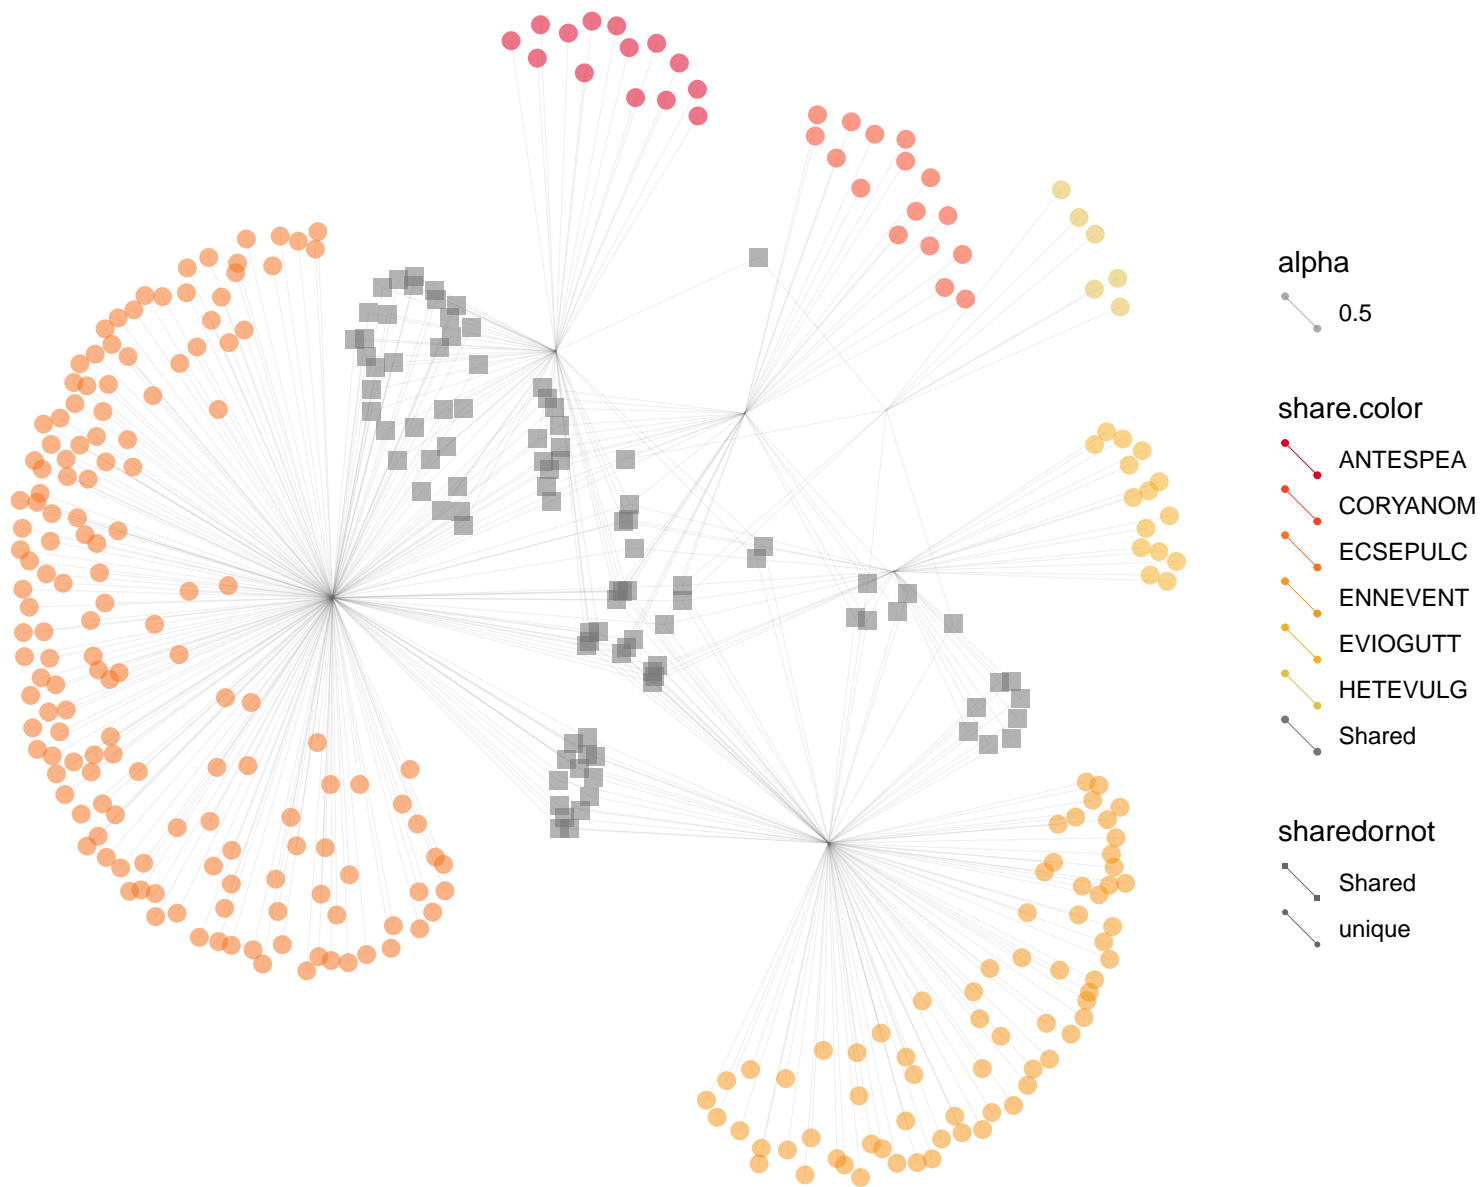 alpha
0.5
share.color
ANTESPEA
CORYANOM
ECSEPULC
ENNEVENT
EVIOGUTT
HETEVULG
Shared
sharedornot
Shared
unique